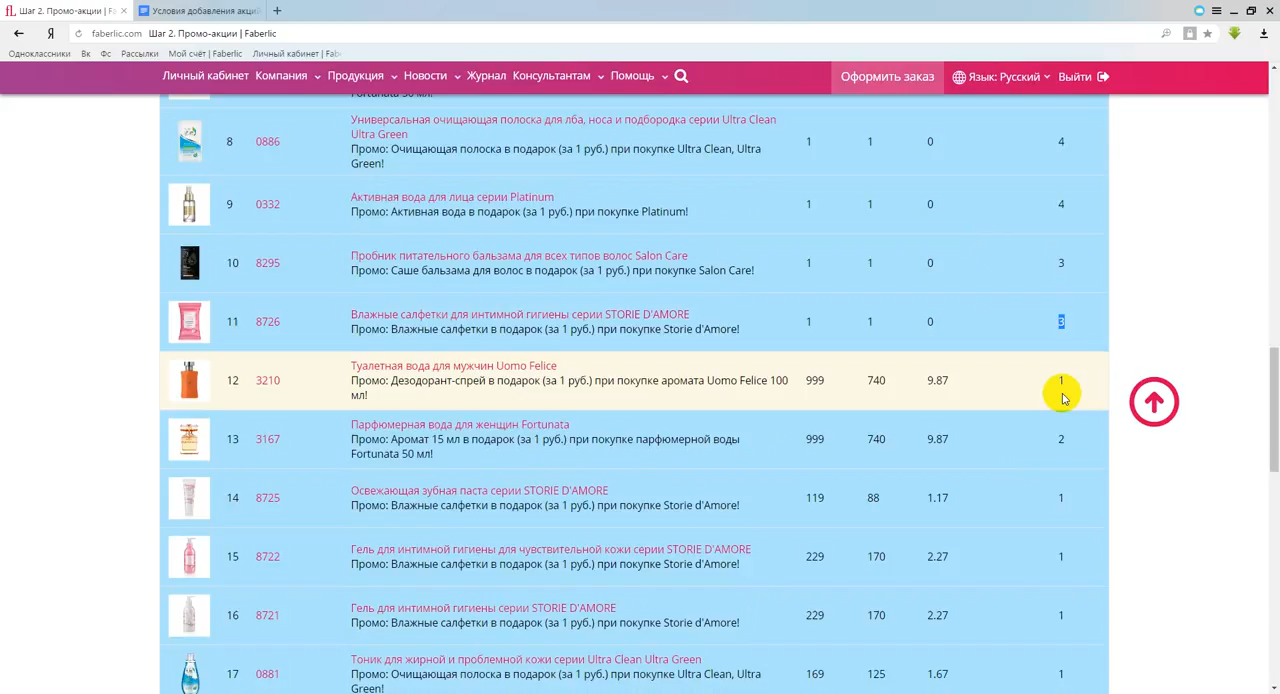 Шаг 2. Промо-акции | Fa
Условия добавления акций
faberlic.com Шаг 2. Промо-акции | Faberlic
Одноклассники Вк Фс Рассылки Мой счёт | Faberlic Личный кабинет | Fab
Личный кабинет Компания Продукция Новости Журнал Консультантам Помощь Оформить заказ Язык: Русский Выйти
Fortunata 50 мл!
8 0886 Универсальная очищающая полоска для лба, носа и подбородка серии Ultra Clean 1 1 0 4
Ultra Green
Промо: Очищающая полоска в подарок (за 1 руб.) при покупке Ultra Clean, Ultra
Green!
9 0332 Активная вода для лица серии Platinum 1 1 0 4
Промо: Активная вода в подарок (за 1 руб.) при покупке Platinum!
10 8295 Пробник питательного бальзама для всех типов волос Salon Care 1 1 0 3
Промо: Саше бальзама для волос в подарок (за 1 руб.) при покупке Salon Care!
11 8726 Влажные салфетки для интимной гигиены серии STORIE D'AMORE 1 1 0 3
Промо: Влажные салфетки в подарок (за 1 руб.) при покупке Storie d'Amore!
12 3210 Туалетная вода для мужчин Uomo Felice 999 740 9.87 1
Промо: Дезодорант-спрей в подарок (за 1 руб.) при покупке аромата Uomo Felice 100
мл!
13 3167 Парфюмерная вода для женщин Fortunata 999 740 9.87 2
Промо: Аромат 15 мл в подарок (за 1 руб.) при покупке парфюмерной воды
Fortunata 50 мл!
14 8725 Освежающая зубная паста серии STORIE D'AMORE 119 88 1.17 1
Промо: Влажные салфетки в подарок (за 1 руб.) при покупке Storie d'Amore!
15 8722 Гель для интимной гигиены для чувствительной кожи серии STORIE D'AMORE 229 170 2.27 1
Промо: Влажные салфетки в подарок (за 1 руб.) при покупке Storie d'Amore!
16 8721 Гель для интимной гигиены серии STORIE D'AMORE 229 170 2.27 1
Промо: Влажные салфетки в подарок (за 1 руб.) при покупке Storie d'Amore!
17 0881 Тоник для жирной и проблемной кожи серии Ultra Clean Ultra Green 169 125 1.67 1
Промо: Очищающая полоска в подарок (за 1 руб.) при покупке Ultra Clean, Ultra
Green!